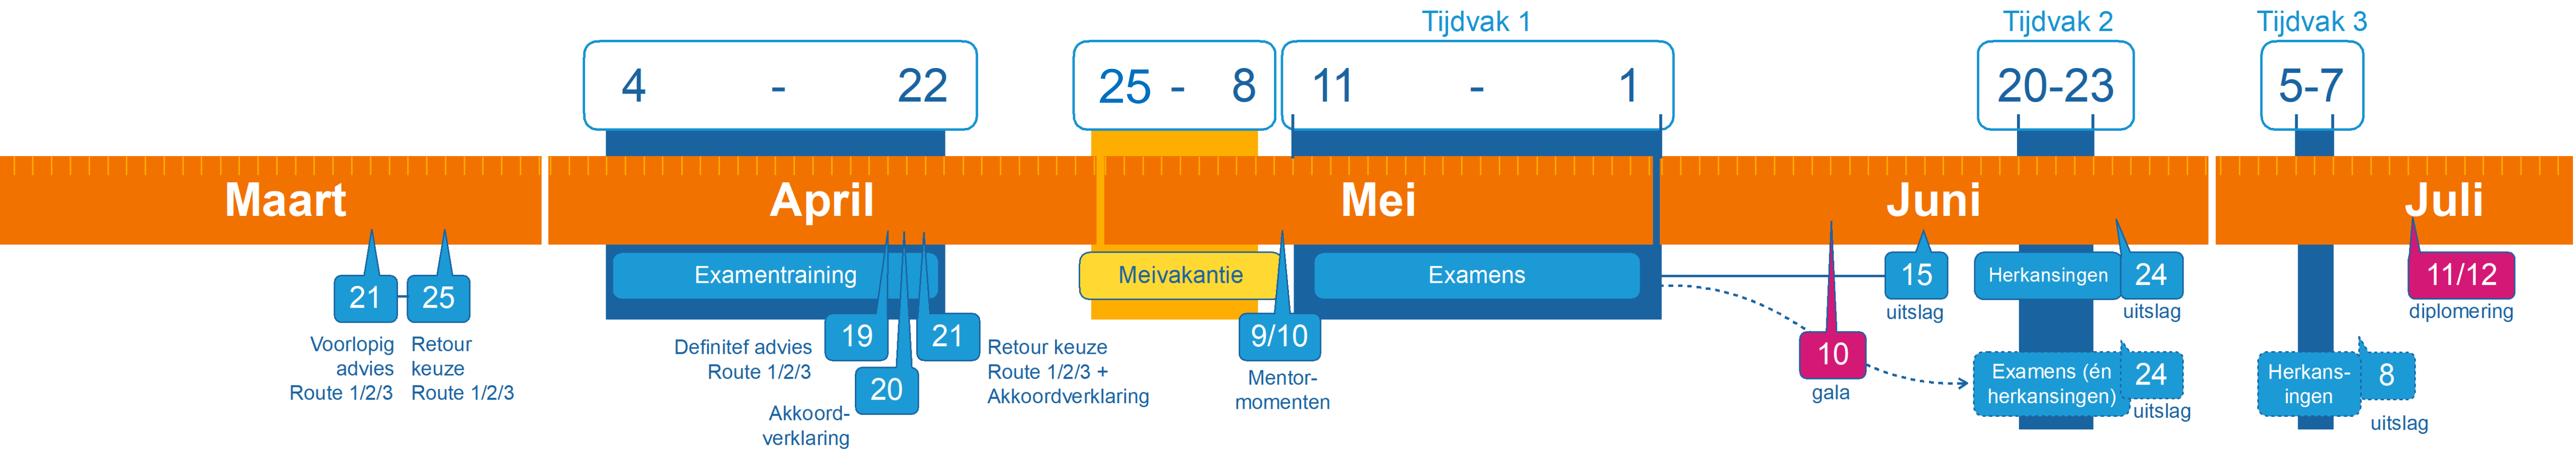 Tijdvak 1
Tijdvak 2
Tijdvak 3
4 - 22
25 - 8
11 - 1
20-23
5-7
Maart
April
Mei
Juni
Juli
Examentraining
Meivakantie
Examens
15
uitslag
Herkansingen
24
uitslag
11/12
diplomering
21
25
Voorlopig
advies
Route 1/2/3
Retour
keuze
Route 1/2/3
19
Definitef advies
Route 1/2/3
20
Akkoord-
verklaring
21
Retour keuze
Route 1/2/3 +
Akkoordverklaring
9/10
Mentor-
momenten
10
gala
Examens (én
herkansingen)
24
uitslag
Herkans-
ingen
8
uitslag